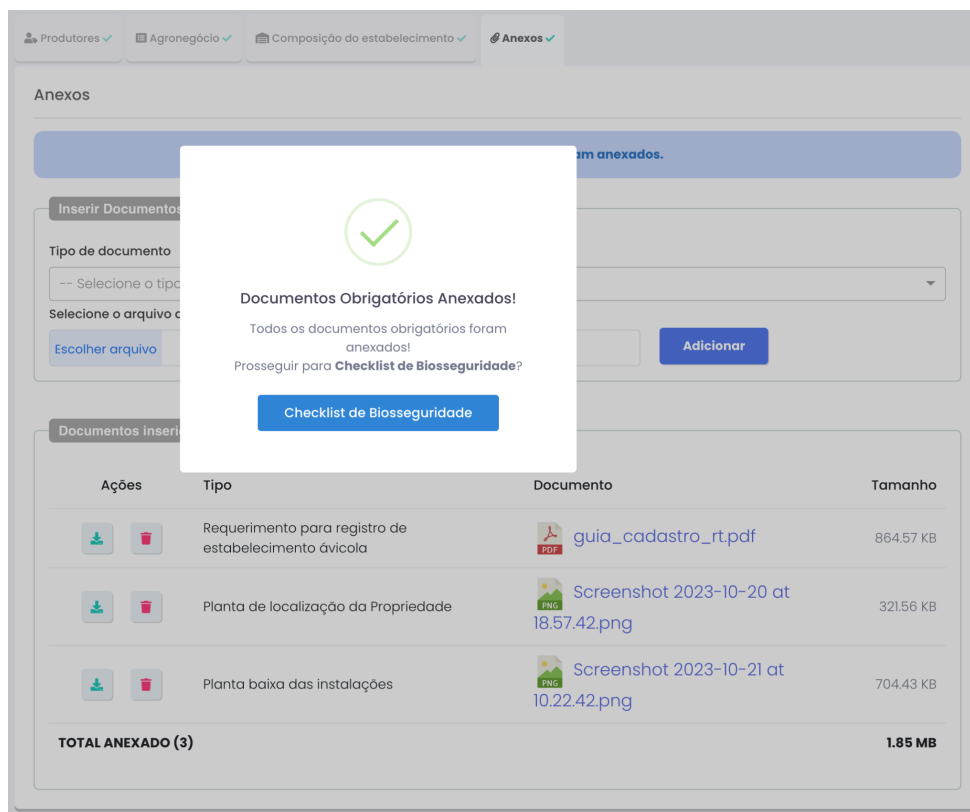 Produtores
Agronegócio
Composição do estabelecimento
Anexos
Anexos
am anexados.
Inserir Documentos
Tipo de documento
-- Selecione o tipo
Selecione o arquivo
Escolher arquivo
Adicionar
Documentos Obrigatórios Anexados!
Todos os documentos obrigatórios foram
anexados!
Prosseguir para Checklist de Biosseguridade?
Checklist de Biosseguridade
Documentos inseri
Ações Tipo Documento Tamanho
Requerimento para registro de
estabelecimento ávicola
PDF guia_cadastro_rt.pdf 864.57 KB
Planta de localização da Propriedade
PNG Screenshot 2023-10-20 at
18.57.42.png
321.56 KB
Planta baixa das instalações
PNG Screenshot 2023-10-21 at
10.22.42.png
704.43 KB
TOTAL ANEXADO (3) 1.85 MB